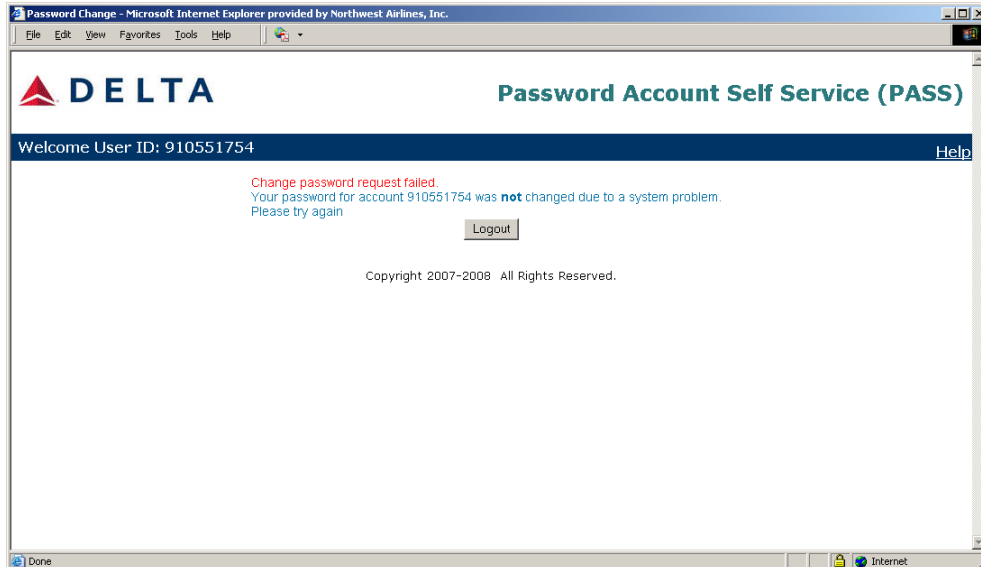 Password Change - Microsoft Internet Explorer provided by Northwest Airlines, Inc.
File Edit View Favorites Tools Help
DELTA
Password Account Self Service (PASS)
Welcome User ID: 910551754
Help
Change password request failed.
Your password for account 910551754 was not changed due to a system problem.
Please try again
Logout
Copyright 2007-2008 All Rights Reserved.
Done
Internet